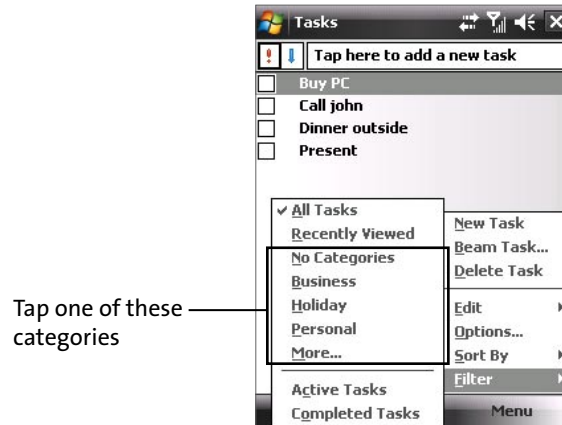 Tasks
Tap here to add a new task
Buy PC
Call john
Dinner outside
Present
All Tasks
Recently Viewed
No Categories
Business
Holiday
Personal
More...
Active Tasks
Completed Tasks
New Task
Beam Task...
Delete Task
Edit
Options...
Sort By
Filter
Menu
Tap one of these
categories